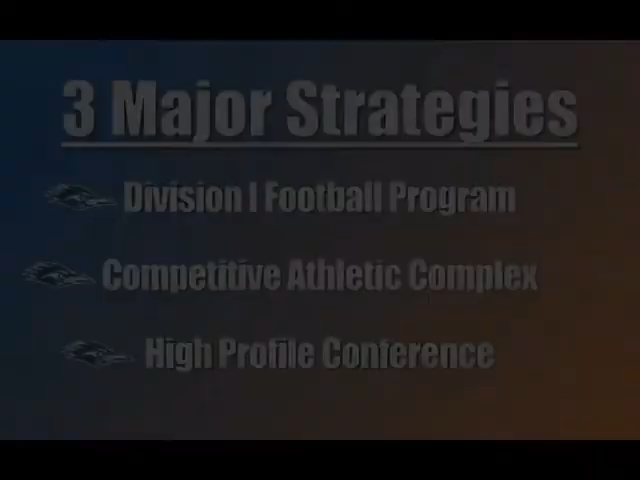 3 Major Strategies
Division I Football Program
Competitive Athletic Complex
High Profile Conference